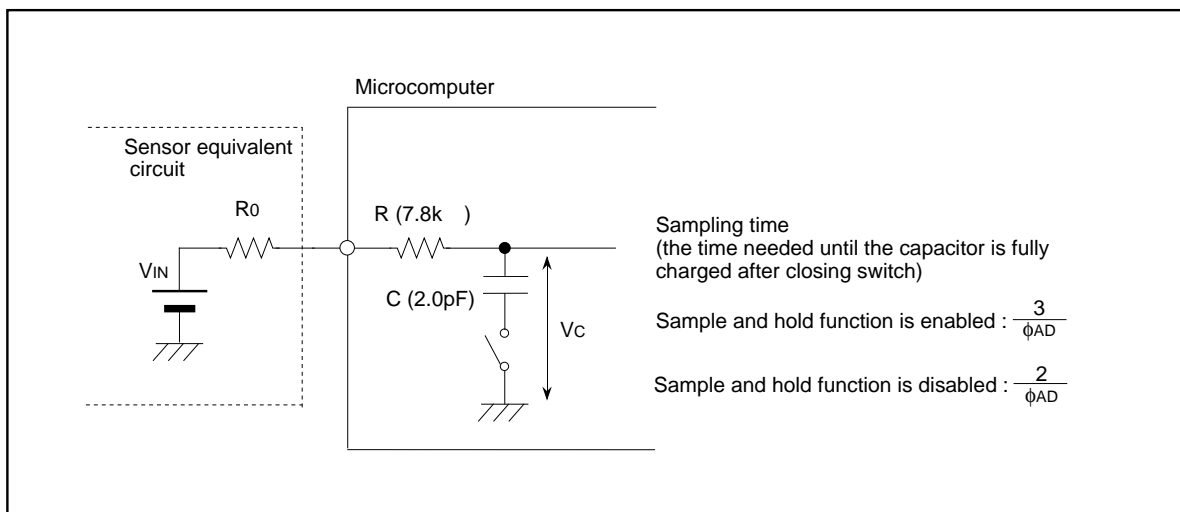 Microcomputer
Sensor equivalent
circuit
R0
R (7.8k )
VIN
C (2.0pF)
VC
Sampling time
(the time needed until the capacitor is fully
charged after closing switch)
Sample and hold function is enabled : 3
ϕAD
Sample and hold function is disabled : 2
ϕAD